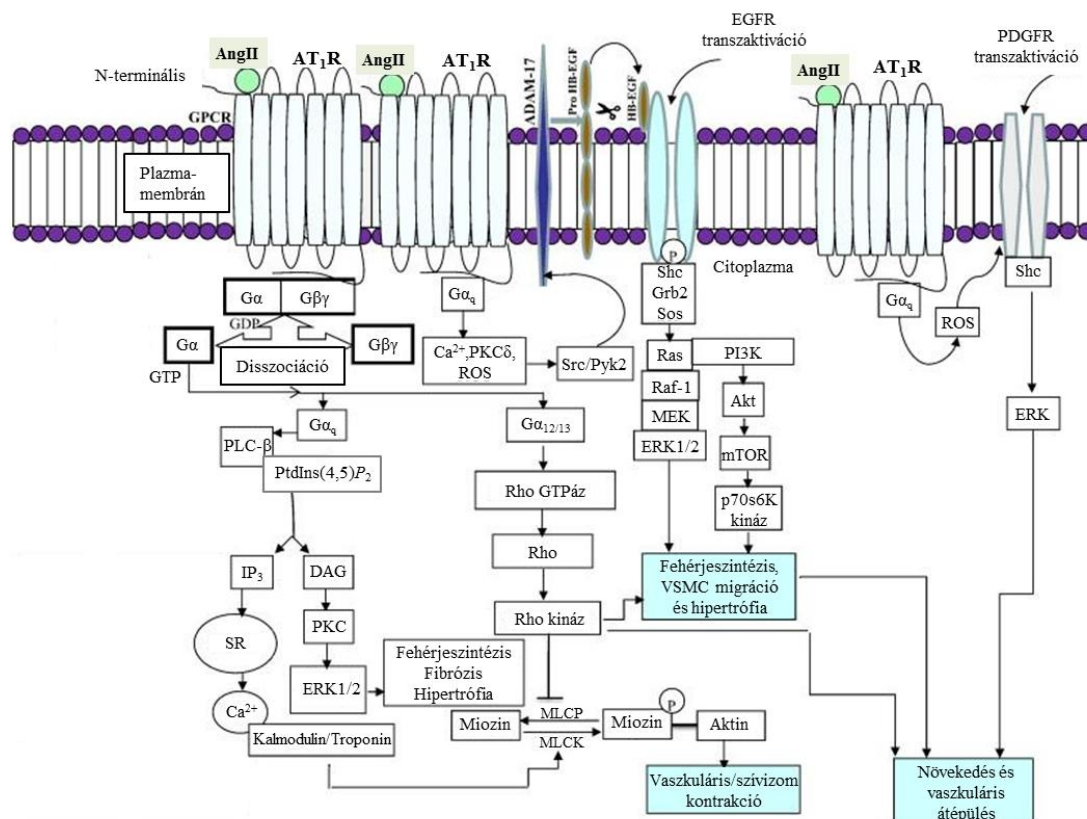 AngII
AT1R
N-terminális
GPCR
Plazma-
membrán
AngII
AT1R
ADAM-17
Pro HB-EGF
HB-EGF
EGFR
transzaktiváció
AngII
AT1R
PDGFR
transzaktiváció
Citoplazma
Gα
Gβγ
GDP
Gα
Gβγ
Disszociáció
GTP
Gαq
Ca2+,PKCδ,
ROS
Src/Pyk2
P
Shc
Grb2
Sos
Ras
PI3K
Raf-1
MEK
ERK1/2
Akt
mTOR
p70s6K
kináz
Gαq
ROS
Shc
ERK
Gαq
PLC-β
PtdIns(4,5)P2
Gα12/13
Rho GTPáz
Rho
Rho kináz
IP3
DAG
SR
PKC
ERK1/2
Ca2+
Kalmodulin/Troponin
Fehérjeszintézis
Fibrózis
Hipertrófia
Fehérjeszintézis,
VSMC migráció
és hipertrófia
Miozin
MLCP
MLCK
Miozin
P
Aktin
Vaszkuláris/szívizom
kontrakció
Növekedés és
vaszkuláris
átépülés